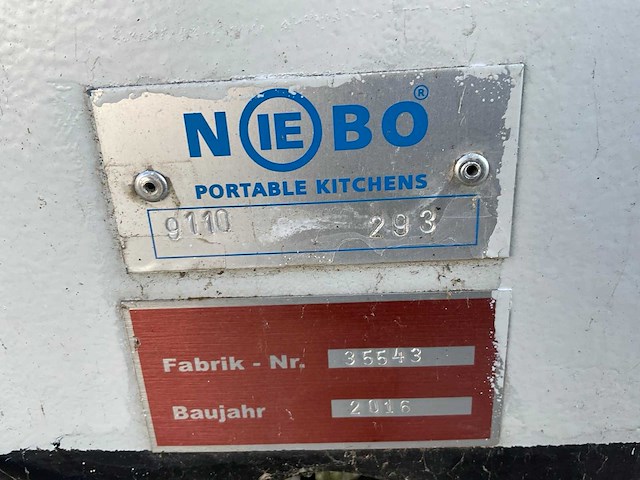 NIEBO®
PORTABLE KITCHENS
9110 293
Fabrik - Nr. 35543
Baujahr 2016